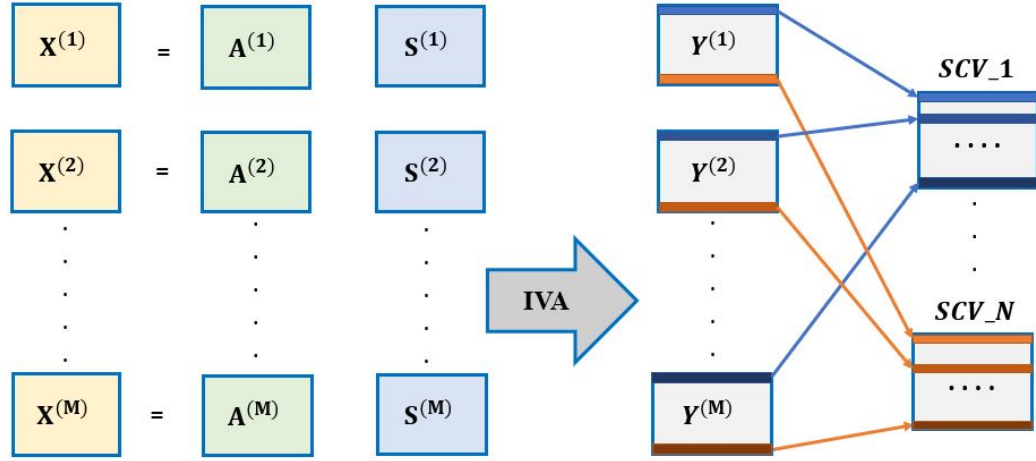 X^(1) = A^(1) S^(1) Y^(1)
SCV_1
X^(2) = A^(2) S^(2) Y^(2)
. . . .
IVA
SCV_N
. . . .
X^(M) = A^(M) S^(M) Y^(M)